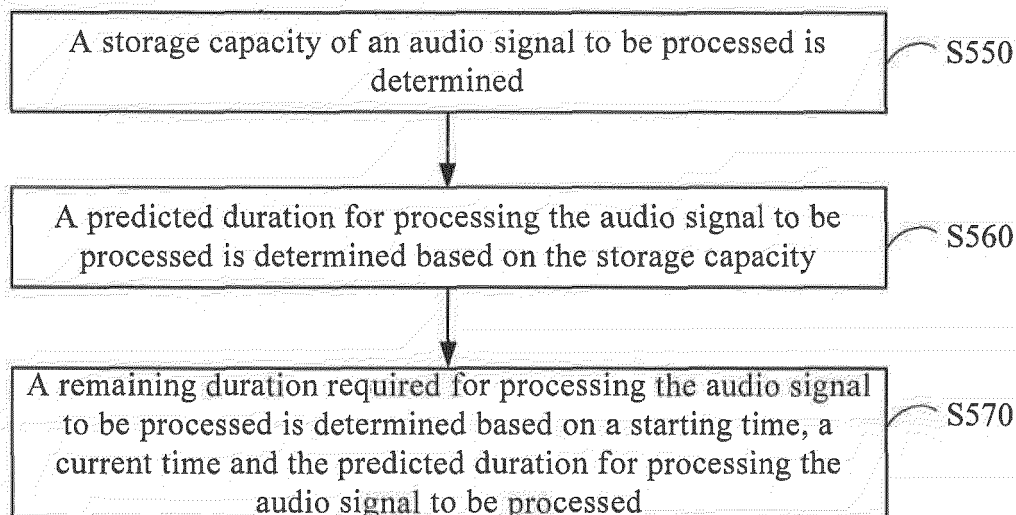 A storage capacity of an audio signal to be processed is
determined
S550
A predicted duration for processing the audio signal to be
processed is determined based on the storage capacity
S560
A remaining duration required for processing the audio signal
to be processed is determined based on a starting time, a
current time and the predicted duration for processing the
audio signal to be processed
S570